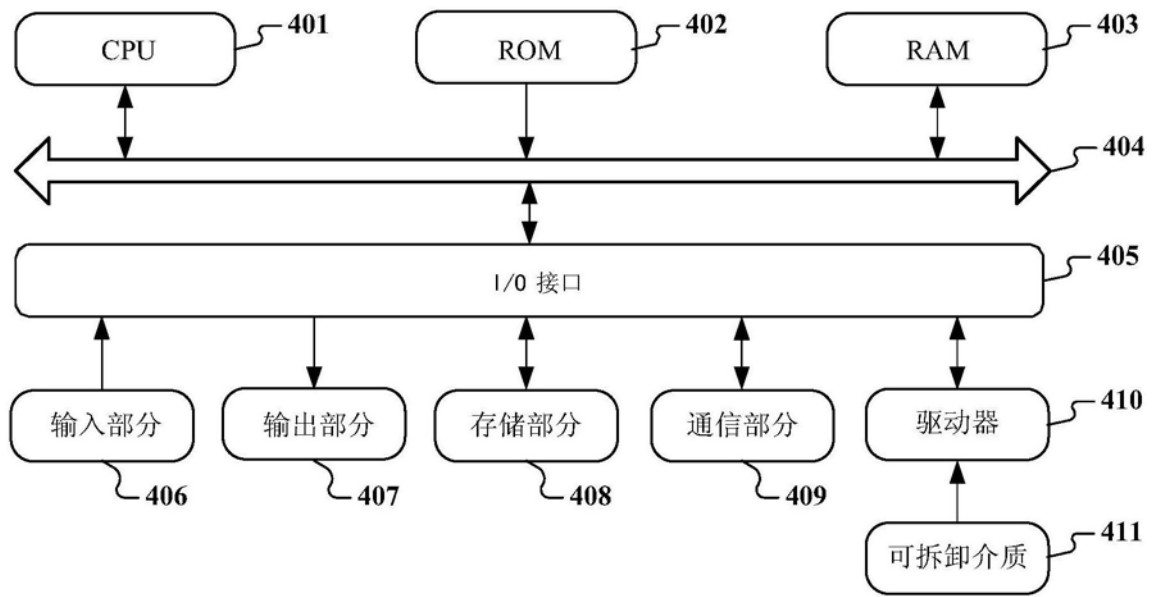 CPU
401
ROM
402
RAM
403
404
I/O 接口
405
输入部分
406
输出部分
407
存储部分
408
通信部分
409
驱动器
410
可拆卸介质
411